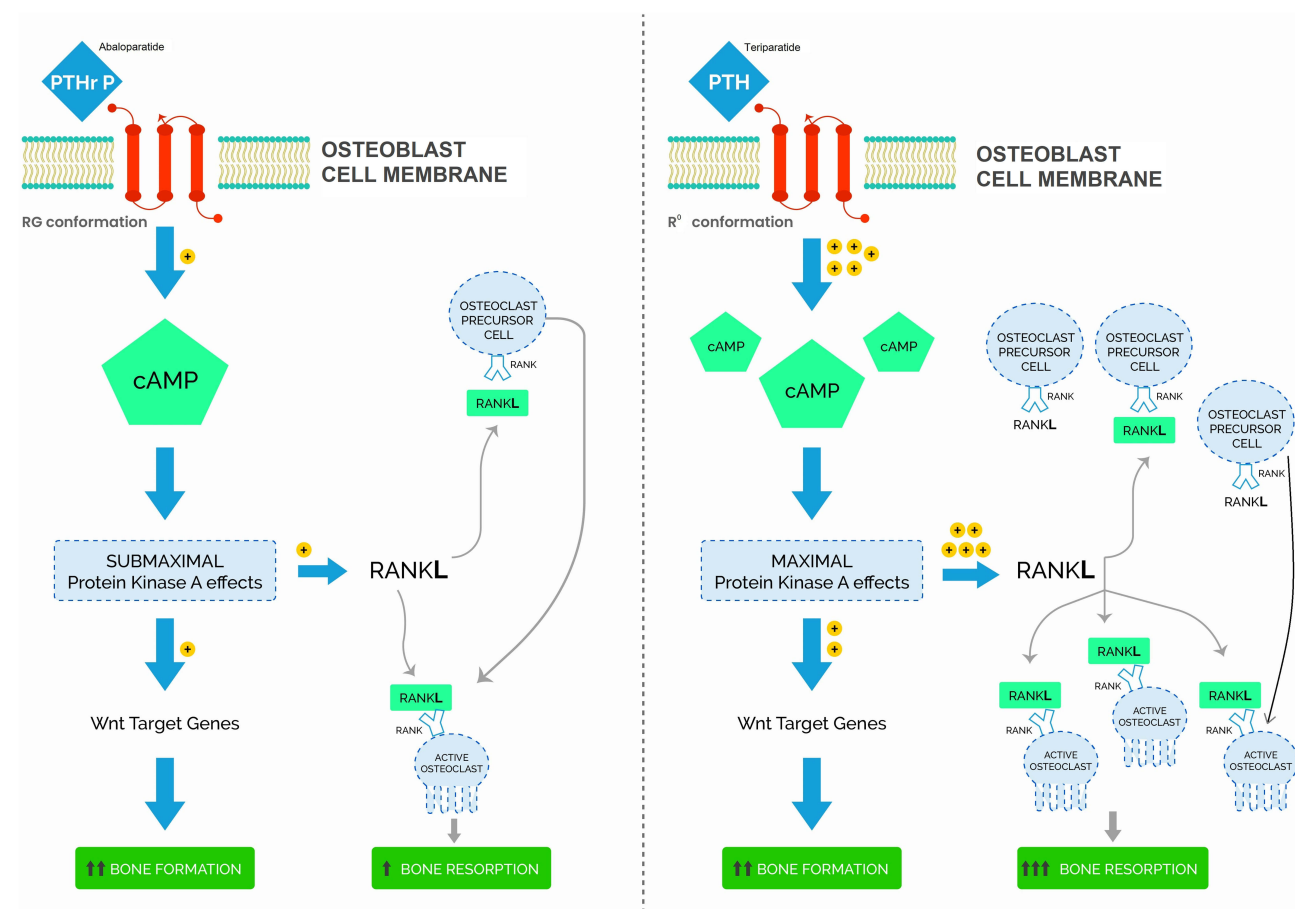 Abaloparatide
PTHr P
OSTEOBLAST
CELL MEMBRANE
RG conformation
+
cAMP
OSTEOCLAST
PRECURSOR
CELL
RANK
RANKL
SUBMAXIMAL
Protein Kinase A effects
+
RANKL
+
Wnt Target Genes
RANKL
RANK
ACTIVE
OSTEOCLAST
↑↑ BONE FORMATION
↑ BONE RESORPTION
Teriparatide
PTH
OSTEOBLAST
CELL MEMBRANE
R⁰ conformation
+ + +
+ +
cAMP
cAMP
cAMP
OSTEOCLAST
PRECURSOR
CELL
RANK
RANKL
OSTEOCLAST
PRECURSOR
CELL
RANK
RANKL
OSTEOCLAST
PRECURSOR
CELL
RANK
RANKL
MAXIMAL
Protein Kinase A effects
+ +
+ + +
RANKL
+
+
Wnt Target Genes
RANKL
RANK
ACTIVE
OSTEOCLAST
RANKL
RANK
ACTIVE
OSTEOCLAST
RANKL
RANK
ACTIVE
OSTEOCLAST
↑↑ BONE FORMATION
↑↑↑ BONE RESORPTION